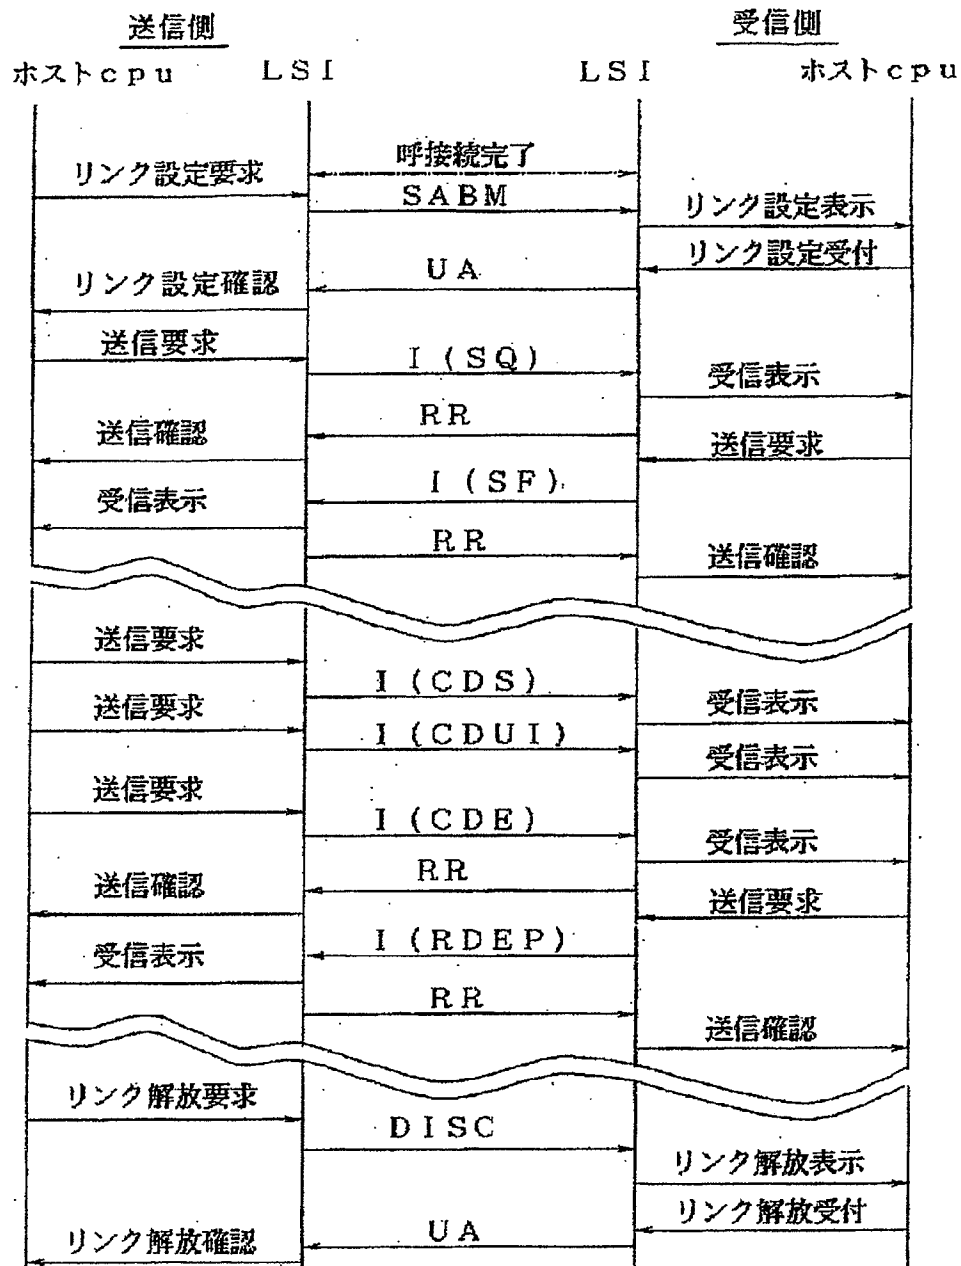 送信側
受信側
ホストcpu
LSI
LSI
ホストcpu
呼接続完了
リンク設定要求
SABM
リンク設定表示
リンク設定受付
UA
リンク設定確認
送信要求
I (SQ)
受信表示
RR
送信確認
送信要求
I (SF)
受信表示
RR
送信確認
送信要求
I (CDS)
受信表示
送信要求
I (CDUI)
受信表示
送信要求
I (CDE)
受信表示
RR
送信確認
送信要求
I (RDEP)
受信表示
RR
送信確認
リンク解放要求
DISC
リンク解放表示
リンク解放受付
UA
リンク解放確認